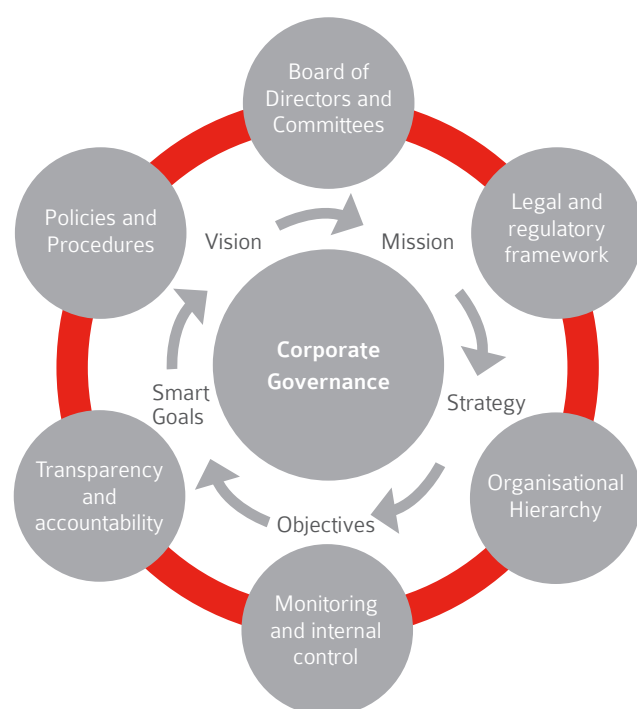 Board of
Directors and
Committees
Policies and
Procedures
Legal and
regulatory
framework
Vision
Mission
Corporate
Governance
Smart
Goals
Strategy
Transparency
and
accountability
Organisational
Hierarchy
Objectives
Monitoring
and internal
control